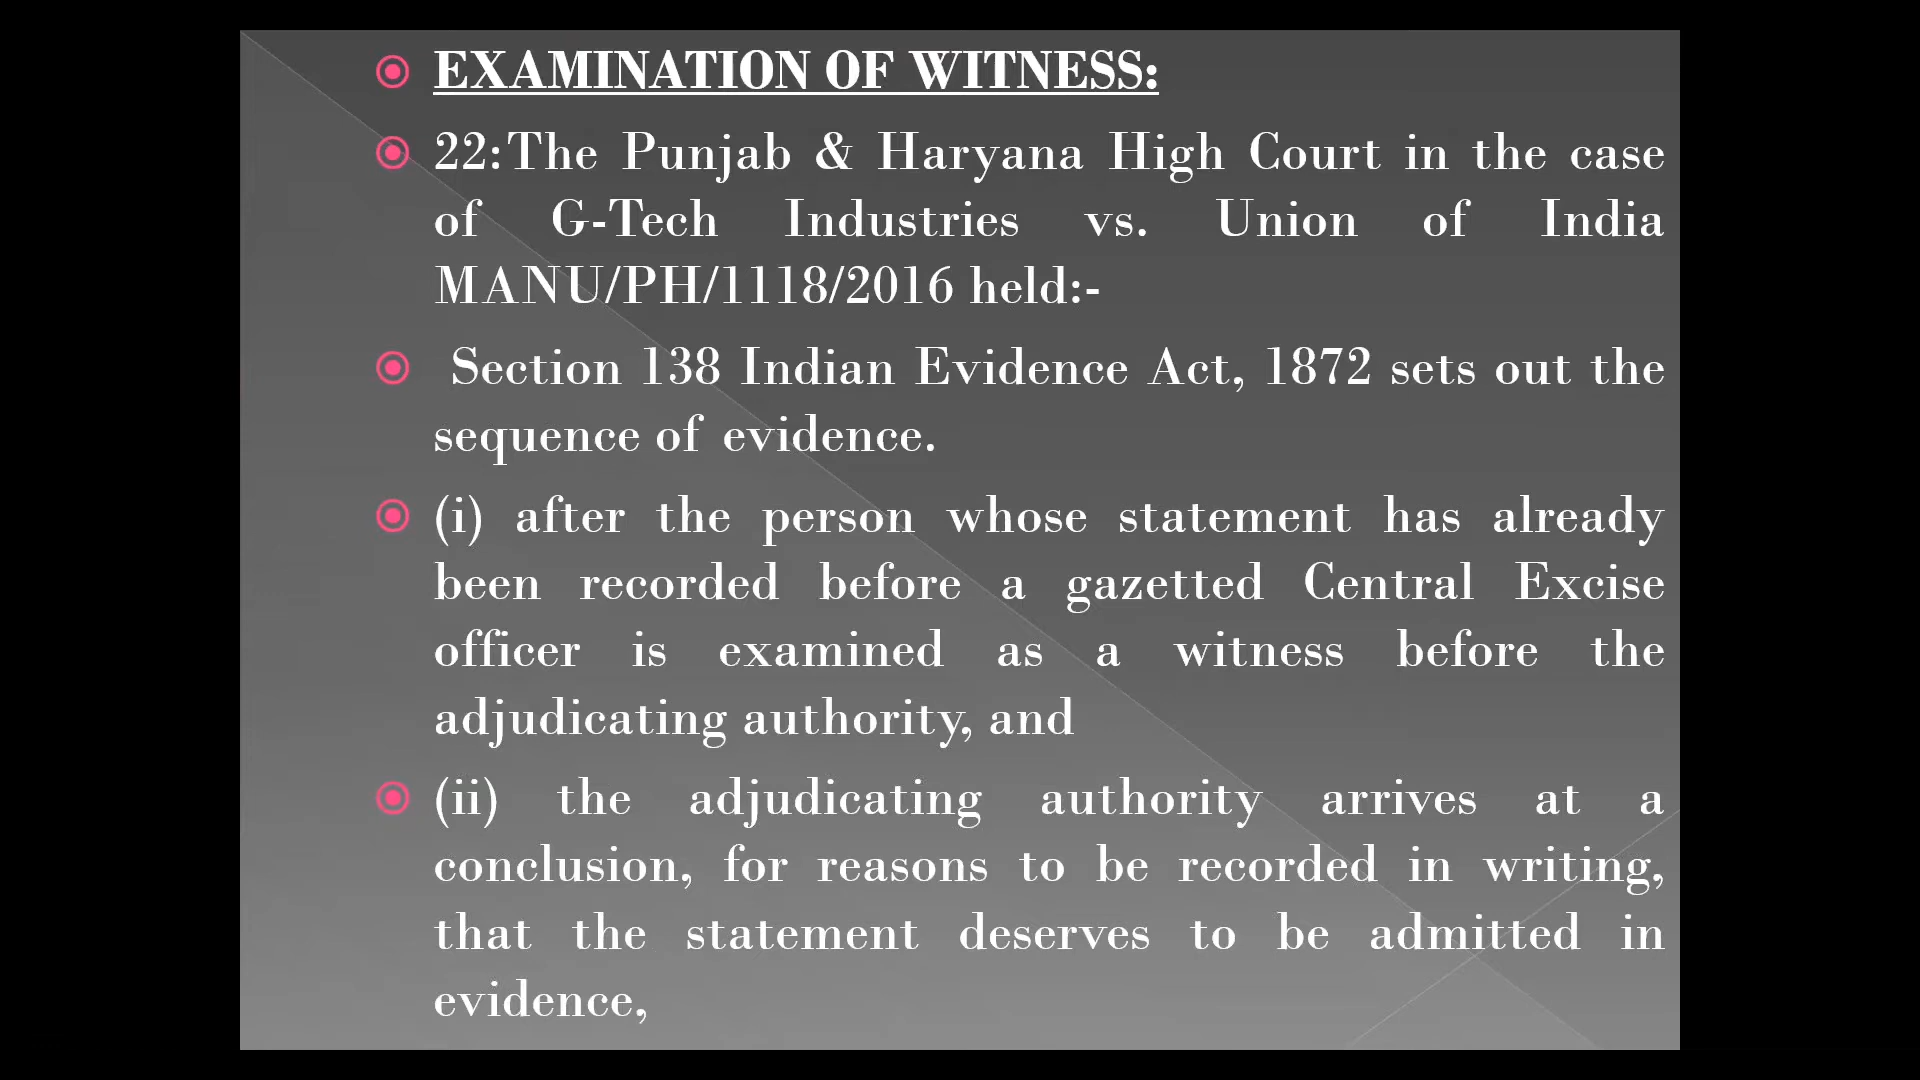 EXAMINATION OF WITNESS:
22:The Punjab & Haryana High Court in the case
of G-Tech Industries vs. Union of India
MANU/PH/1118/2016 held:-
Section 138 Indian Evidence Act, 1872 sets out the
sequence of evidence.
(i) after the person whose statement has already
been recorded before a gazetted Central Excise
officer is examined as a witness before the
adjudicating authority, and
(ii) the adjudicating authority arrives at a
conclusion, for reasons to be recorded in writing,
that the statement deserves to be admitted in
evidence,